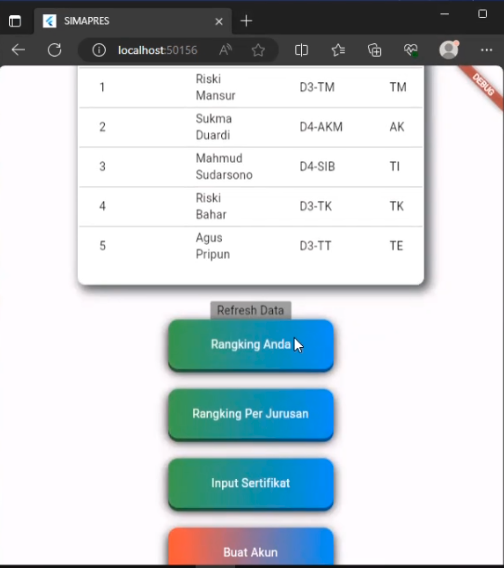 SIMAPRES
localhost:50156
DEBUG
1 Riski Mansur D3-TM TM
2 Sukma Duardi D4-AKM AK
3 Mahmud Sudarsono D4-SIB TI
4 Riski Bahar D3-TK TK
5 Agus Pripun D3-TT TE
Refresh Data
Rangking Anda
Rangking Per Jurusan
Input Sertifikat
Buat Akun